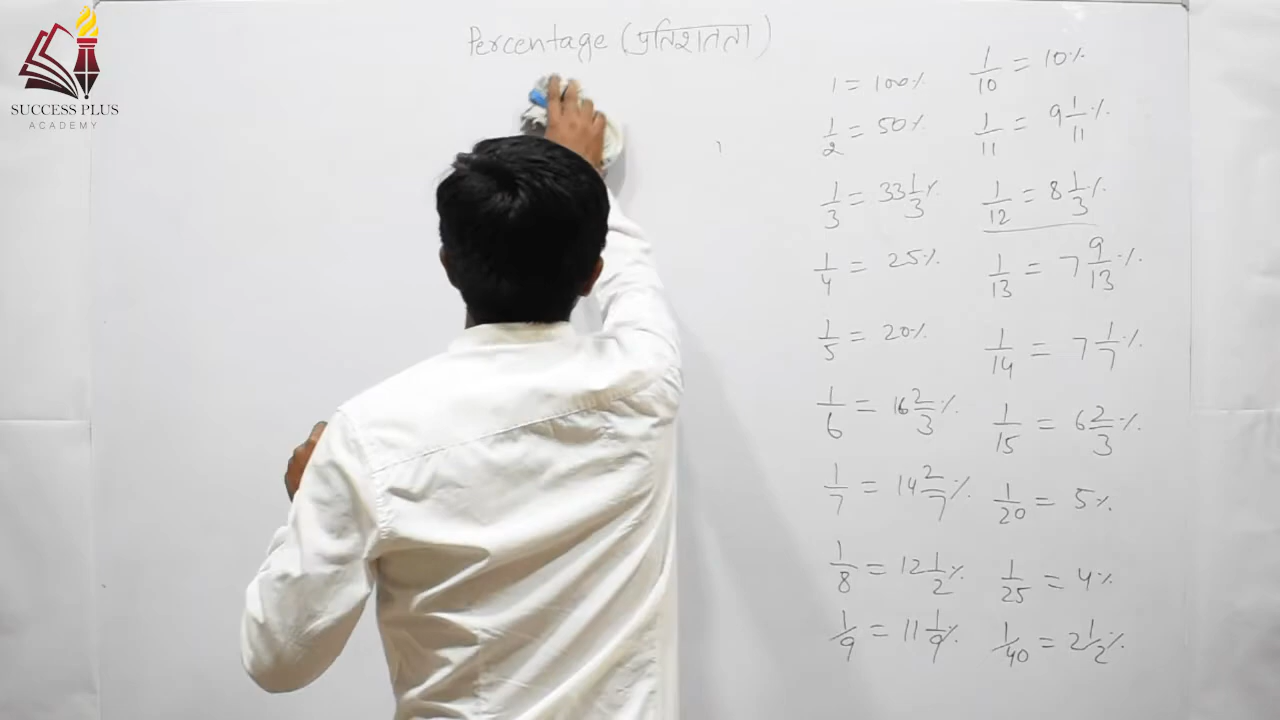 SUCCESS PLUS
ACADEMY
Percentage (प्रतिशतता)
1 = 100%
1/2 = 50%
1/3 = 33 1/3%
1/4 = 25%
1/5 = 20%
1/6 = 16 2/3%
1/7 = 14 2/7%
1/8 = 12 1/2%
1/9 = 11 1/9%
1/10 = 10%
1/11 = 9 1/11%
1/12 = 8 1/3%
1/13 = 7 9/13%
1/14 = 7 1/7%
1/15 = 6 2/3%
1/20 = 5%
1/25 = 4%
1/40 = 2 1/2%